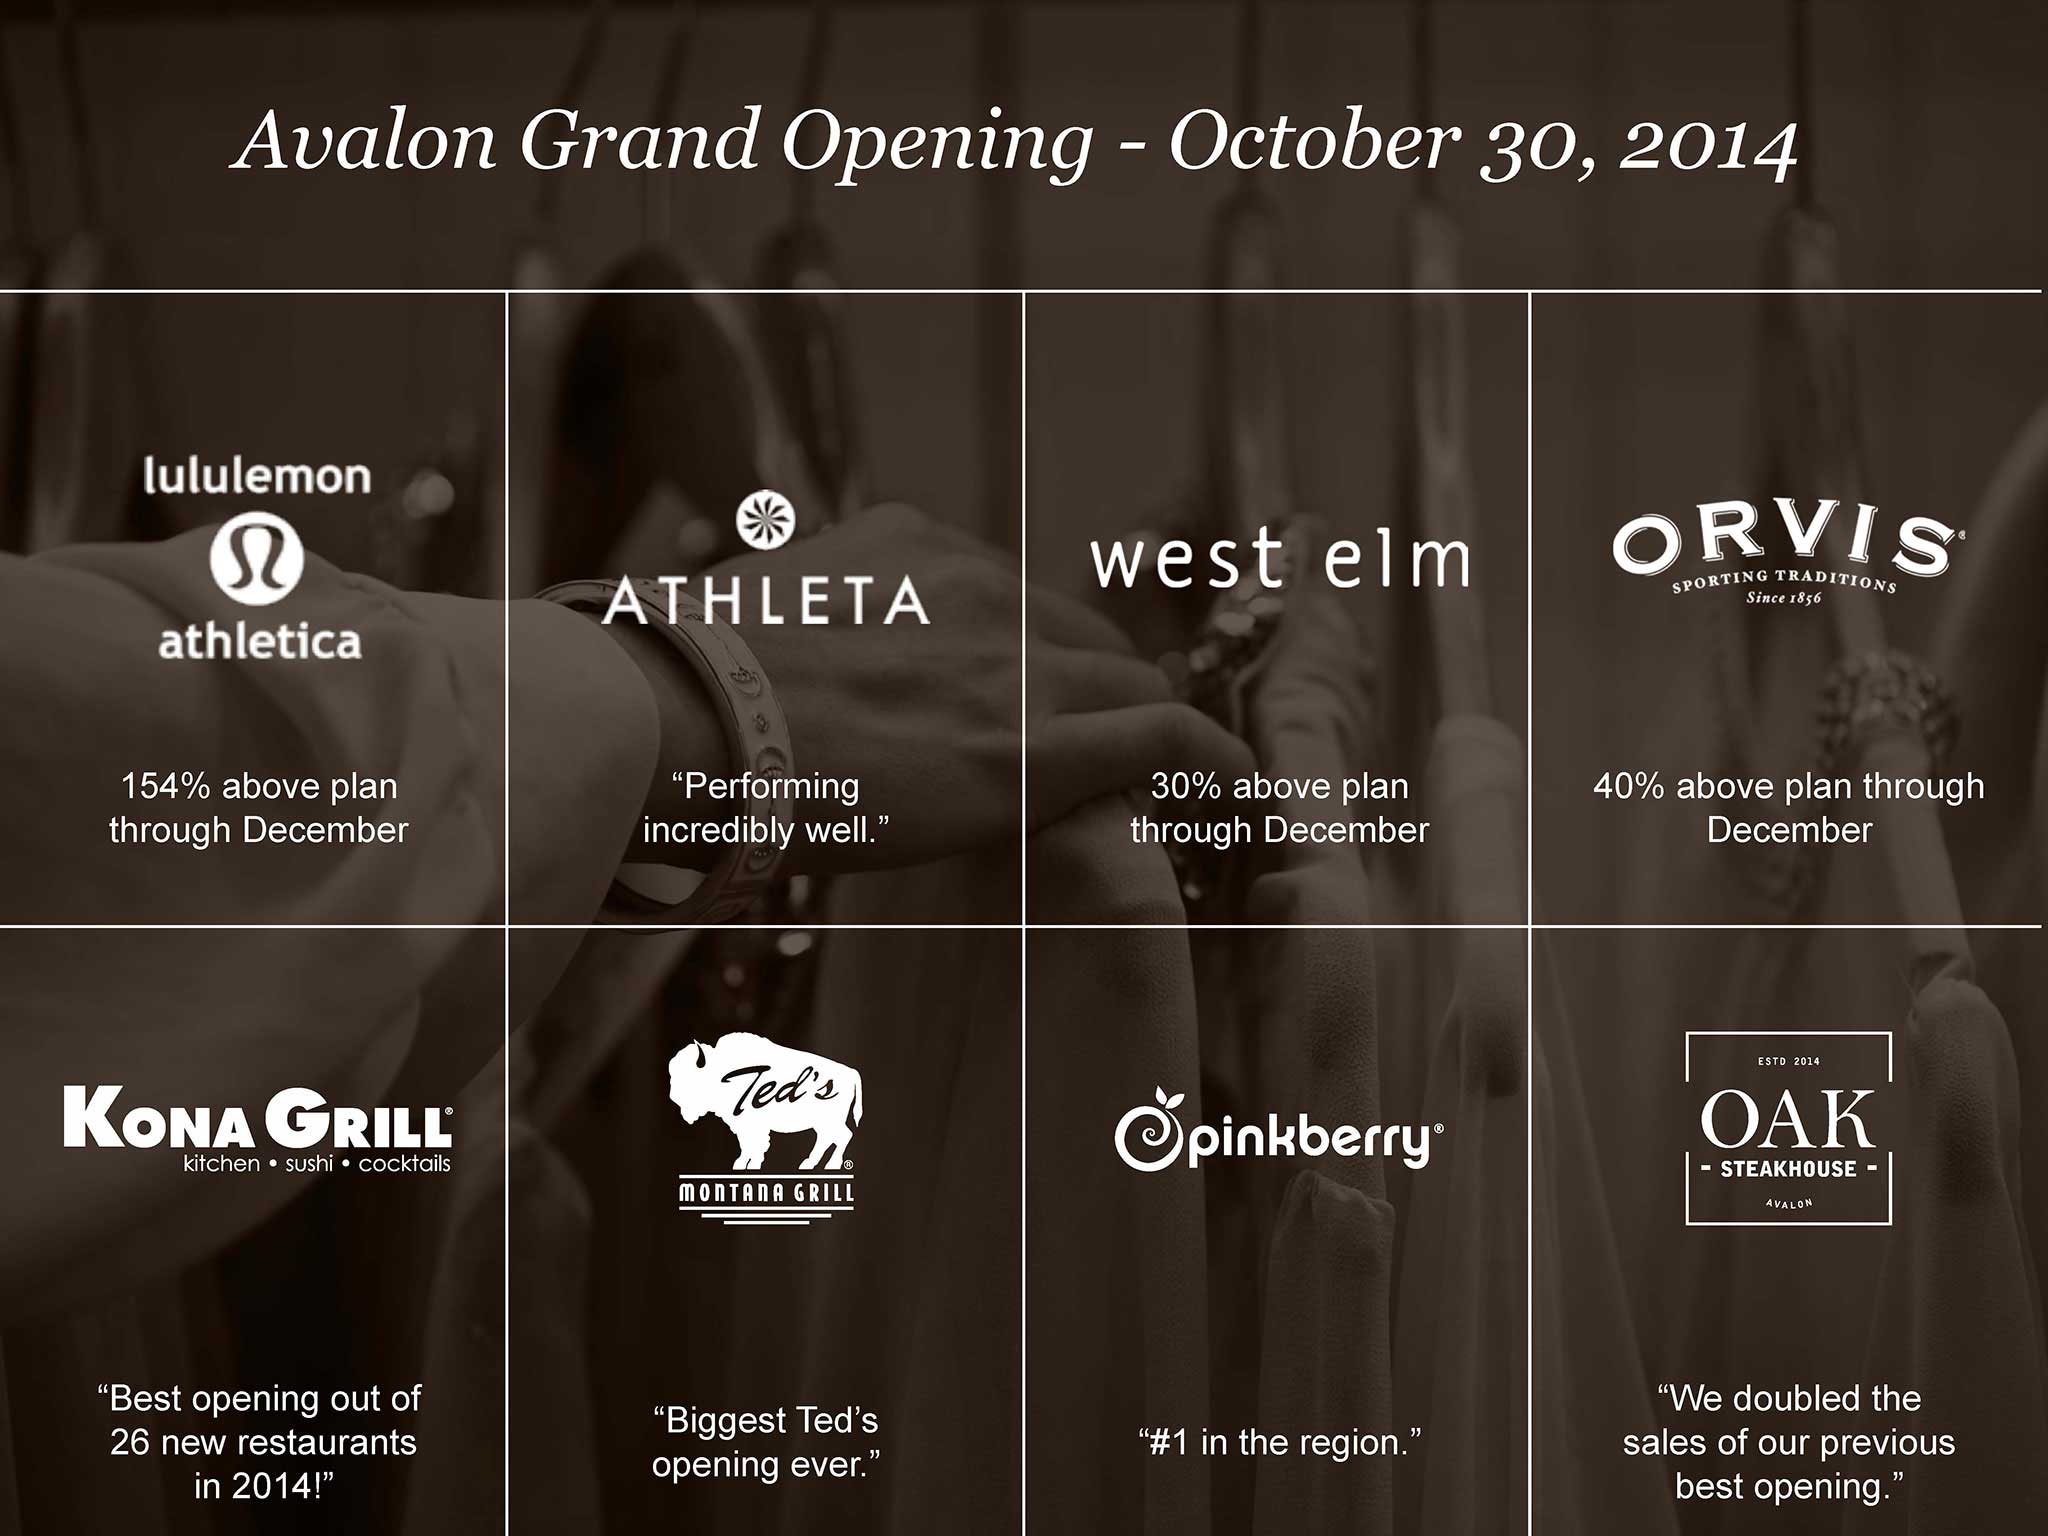 Avalon Grand Opening - October 30, 2014
lululemon
athletica
154% above plan
through December
ATHLETA
“Performing
incredibly well.”
west elm
30% above plan
through December
ORVIS®
SPORTING TRADITIONS
Since 1856
40% above plan through
December
KONA GRILL®
kitchen • sushi • cocktails
“Best opening out of
26 new restaurants
in 2014!”
Ted's
®
MONTANA GRILL
“Biggest Ted’s
opening ever.”
pinkberry®
“#1 in the region.”
ESTD 2014
OAK
- STEAKHOUSE -
AVALON
“We doubled the
sales of our previous
best opening.”